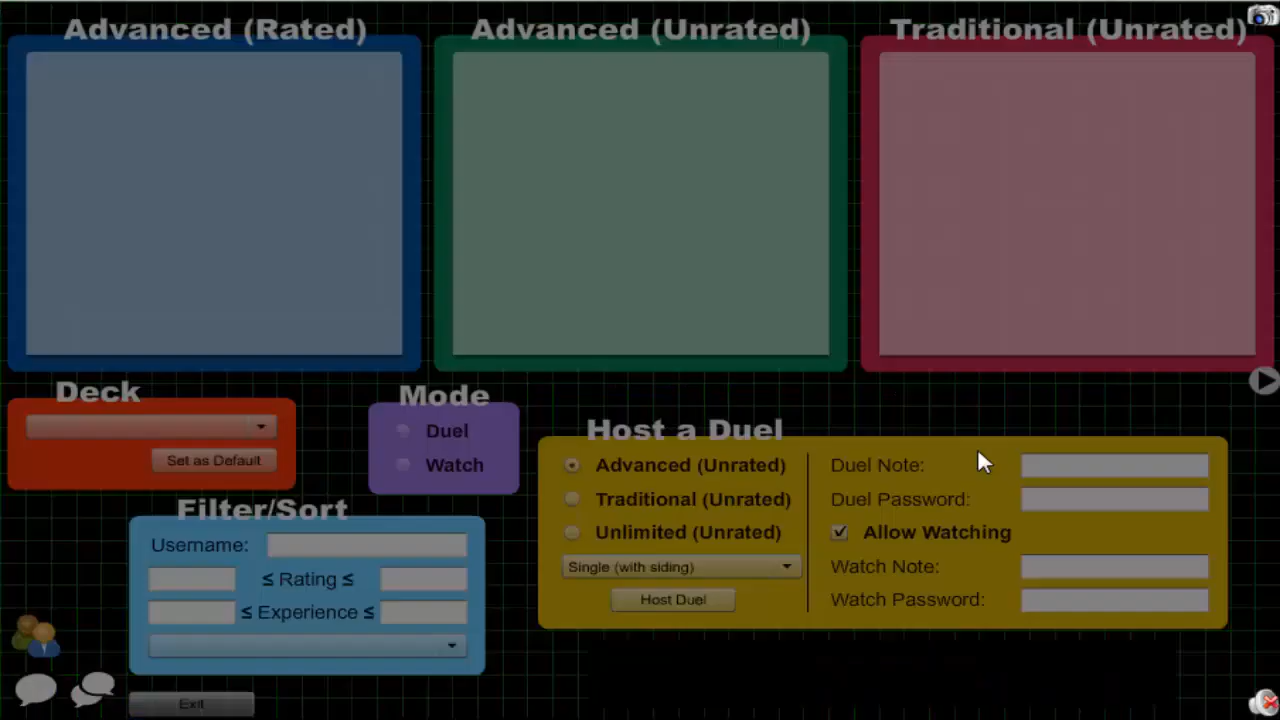 Advanced (Rated)
Advanced (Unrated)
Traditional (Unrated)
Deck
Set as Default
Mode
Duel
Watch
Host a Duel
Advanced (Unrated)
Traditional (Unrated)
Unlimited (Unrated)
Single (with siding)
Host Duel
Duel Note:
Duel Password:
Allow Watching
Watch Note:
Watch Password:
Filter/Sort
Username:
≤ Rating ≤
≤ Experience ≤
Exit